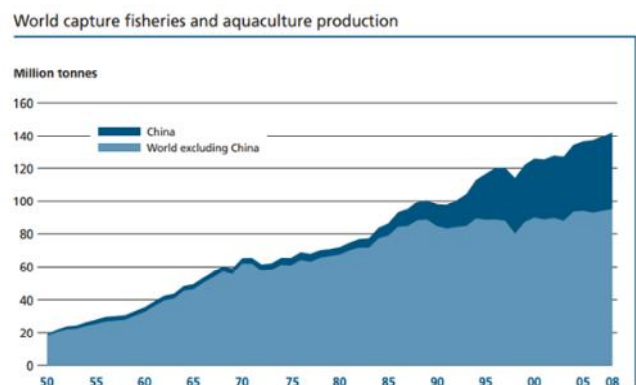 World capture fisheries and aquaculture production
Million tonnes
160
140
120
100
80
60
40
20
0
China
World excluding China
50 55 60 65 70 75 80 85 90 95 00 05 08